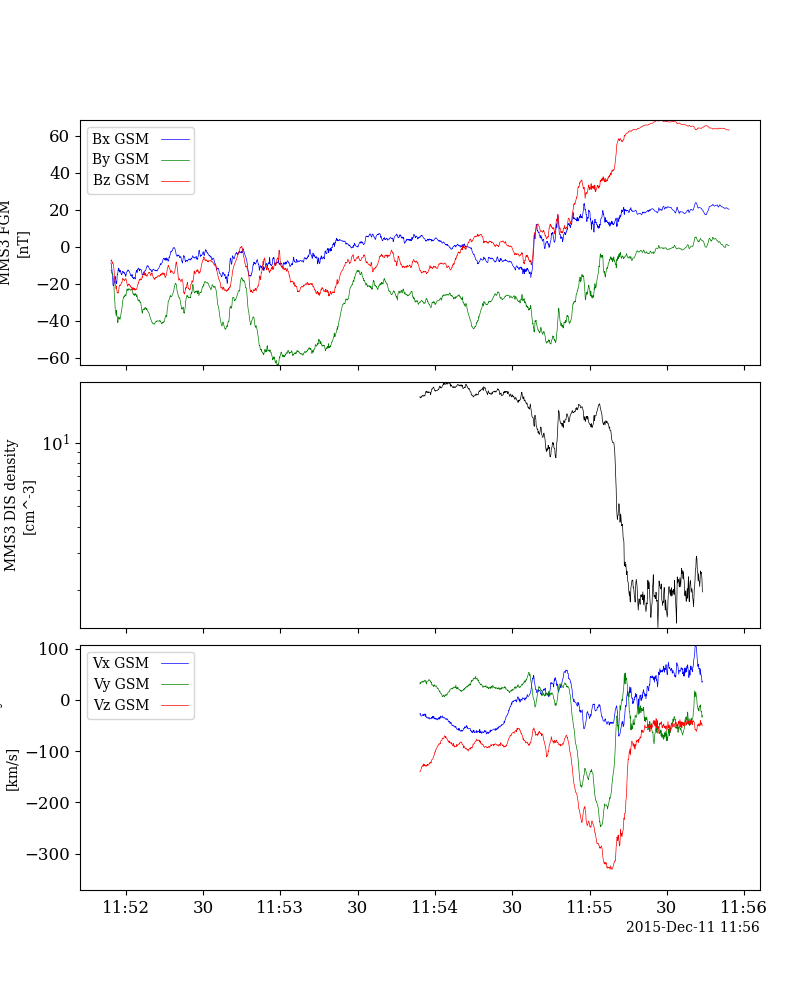 60
40
20
0
−20
−40
−60
MMS3 FGM
[nT]
Bx GSM
By GSM
Bz GSM
10^1
MMS3 DIS density
[cm^-3]
100
0
−100
−200
−300
[km/s]
Vx GSM
Vy GSM
Vz GSM
11:52 30 11:53 30 11:54 30 11:55 30 11:56
2015-Dec-11 11:56